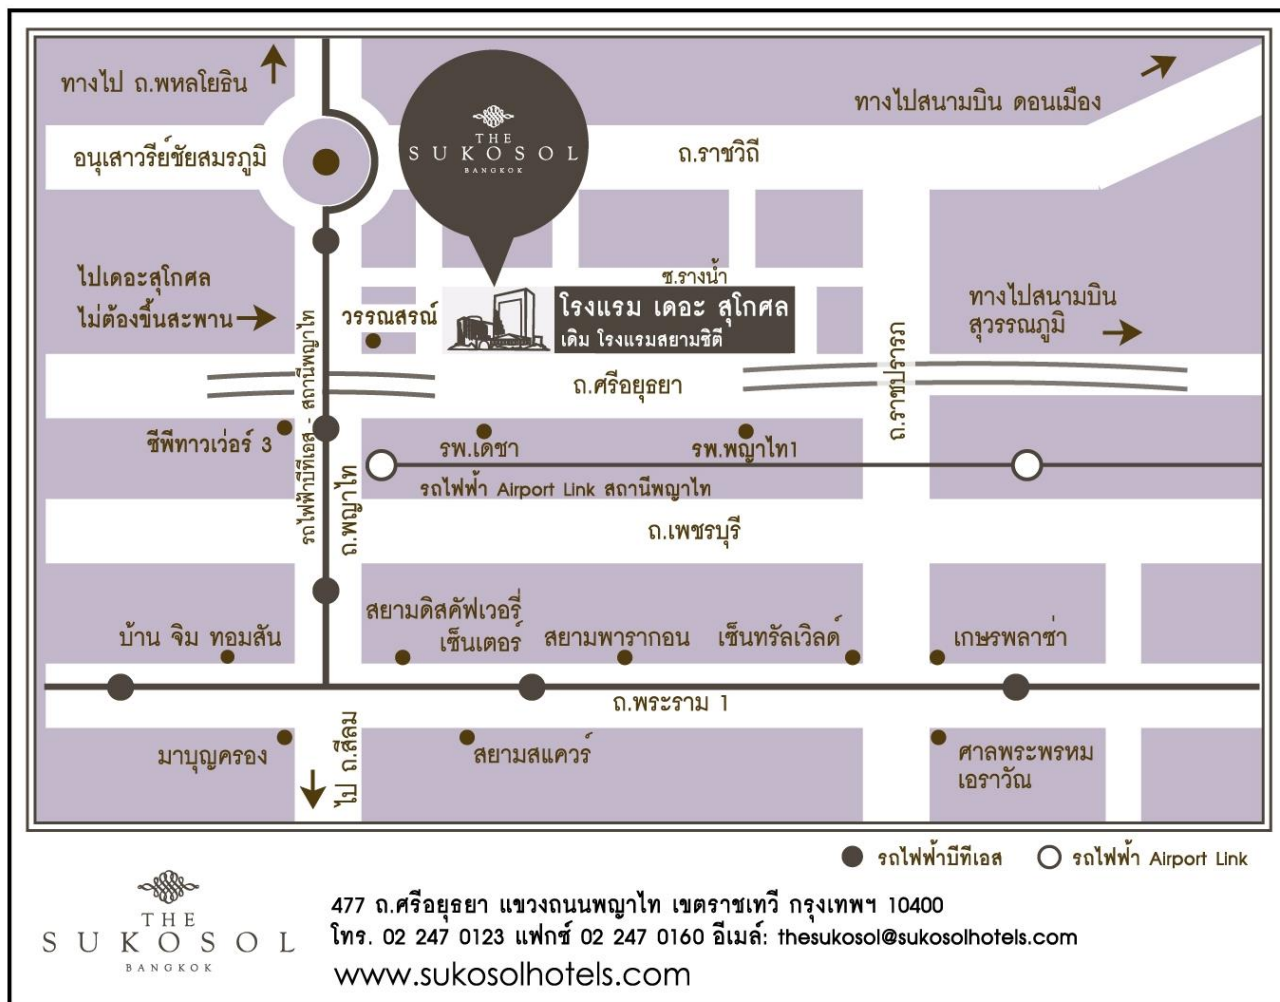 ทางไป ถ.พหลโยธิน
ทางไปสนามบิน ดอนเมือง
THE
SUKOSOL
BANGKOK
อนุเสาวรีย์ชัยสมรภูมิ
ถ.ราชวิถี
ไปเดอะสุโกศล
ไม่ต้องขึ้นสะพาน
วรรณสรณ์
ซ.รางน้ำ
โรงแรม เดอะ สุโกศล
เดิม โรงแรมสยามซิตี
ทางไปสนามบิน
สุวรรณภูมิ
รถไฟฟ้าบีทีเอส - สถานีพญาไท
ถ.ศรีอยุธยา
ถ.ราชปรารภ
ซีพีทาวเว่อร์ 3
รพ.เดชา
รพ.พญาไท1
รถไฟฟ้า Airport Link สถานีพญาไท
ถ.พญาไท
ถ.เพชรบุรี
บ้าน จิม ทอมสัน
สยามดิสคัฟเวอรี่
เซ็นเตอร์
สยามพารากอน
เซ็นทรัลเวิลด์
เกษรพลาซ่า
ถ.พระราม 1
มาบุญครอง
ไป ถ.สีลม
สยามสแควร์
ศาลพระพรหม
เอราวัณ
รถไฟฟ้าบีทีเอส
รถไฟฟ้า Airport Link
THE
SUKOSOL
BANGKOK
477 ถ.ศรีอยุธยา แขวงถนนพญาไท เขตราชเทวี กรุงเทพฯ 10400
โทร. 02 247 0123 แฟกซ์ 02 247 0160 อีเมล์: thesukosol@sukosolhotels.com
www.sukosolhotels.com